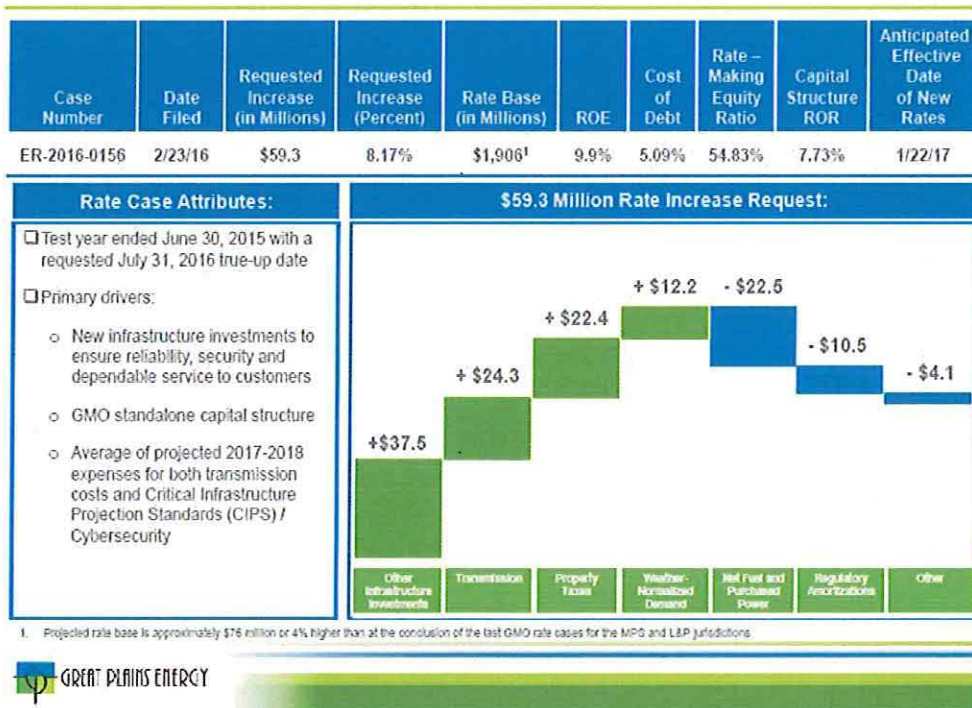 Case Number
Date Filed
Requested Increase (in Millions)
Requested Increase (Percent)
Rate Base (in Millions)
ROE
Cost of Debt
Rate – Making Equity Ratio
Capital Structure ROR
Anticipated Effective Date of New Rates
ER-2016-0156 2/23/16 $59.3 8.17% $1,906¹ 9.9% 5.09% 54.83% 7.73% 1/22/17
Rate Case Attributes:
❑ Test year ended June 30, 2015 with a
requested July 31, 2016 true-up date
❑ Primary drivers:
o New infrastructure investments to
ensure reliability, security and
dependable service to customers
o GMO standalone capital structure
o Average of projected 2017-2018
expenses for both transmission
costs and Critical Infrastructure
Projection Standards (CIPS) /
Cybersecurity
$59.3 Million Rate Increase Request:
+$37.5
+ $24.3
+ $22.4
+ $12.2
- $22.5
- $10.5
- $4.1
Other
Infrastructure
Investments
Transmission
Property
Taxes
Weather-
Normalized
Demand
Net Fuel and
Purchased
Power
Regulatory
Amortizations
Other
1. Projected rate base is approximately $76 million or 4% higher than at the conclusion of the last GMO rate cases for the MPS and L&P jurisdictions
GREAT PLAINS ENERGY